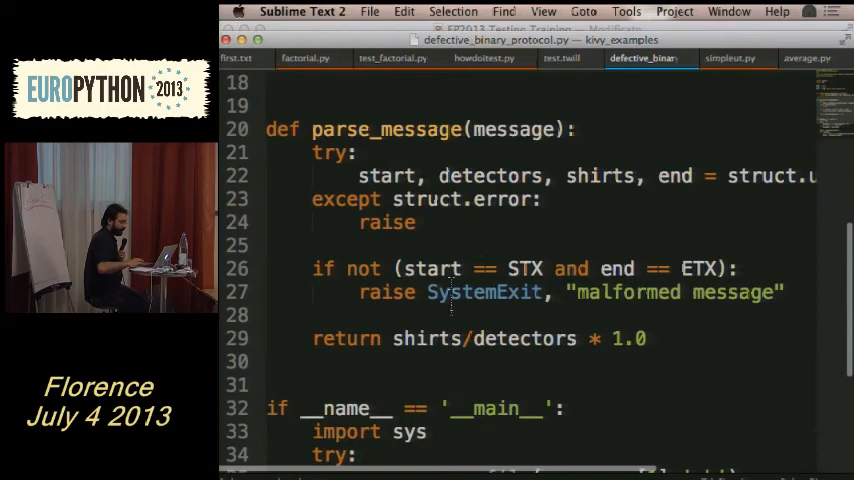 Sublime Text 2 File Edit Selection Find View Goto Tools Project Window Help
EP2013 Testing Training
defective_binary_protocol.py — kivy_examples
first.txt factorial.py test_factorial.py howdoitest.py test.twill defective_binary simpleut.py average.py
EUROPYTHON 2013
18
19
20 def parse_message(message):
21 try:
22 start, detectors, shirts, end = struct.u
23 except struct.error:
24 raise
25
26 if not (start == STX and end == ETX):
27 raise SystemExit, "malformed message"
28
29 return shirts/detectors * 1.0
30
31
32 if __name__ == '__main__':
33 import sys
34 try:
Florence
July 4 2013